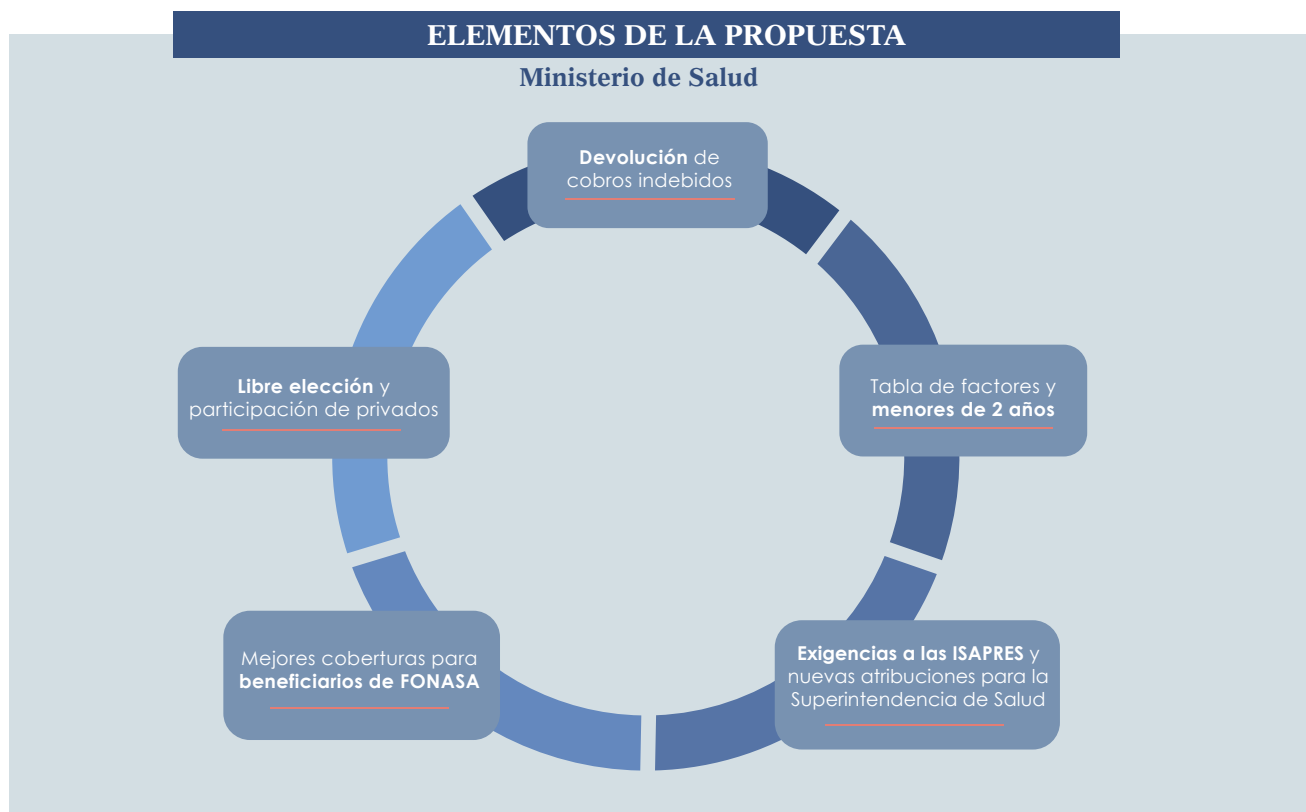 ELEMENTOS DE LA PROPUESTA
Ministerio de Salud
Devolución de
cobros indebidos
Tabla de factores y
menores de 2 años
Exigencias a las ISAPRES y
nuevas atribuciones para la
Superintendencia de Salud
Mejores coberturas para
beneficiarios de FONASA
Libre elección y
participación de privados